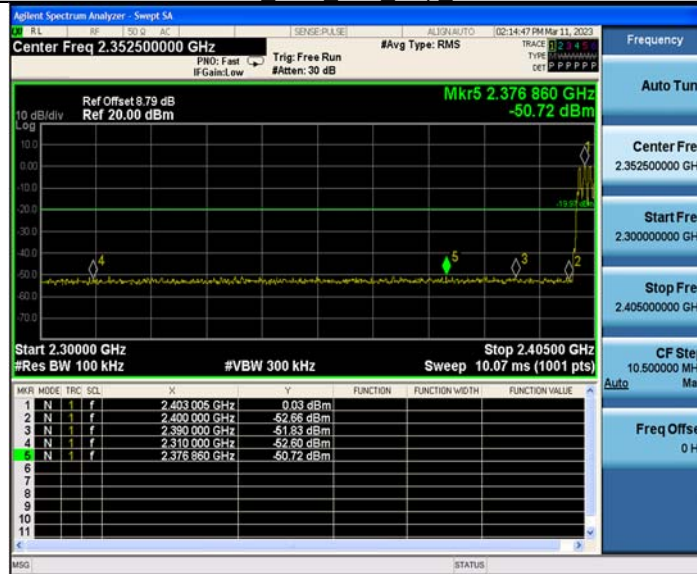 Agilent Spectrum Analyzer - Swept SA
RL RF 50 Ω AC SENSE:PULSE ALIGN AUTO 02:14:47 PM Mar 11, 2023
Center Freq 2.352500000 GHz #Avg Type: RMS TRACE 1 2 3 4 5 6
PNO: Fast Trig: Free Run TYPE
IFGain:Low #Atten: 30 dB DET P P P P P P
Frequency
Auto Tun
Center Fre
2.352500000 GH
Start Fre
2.300000000 GH
Stop Fre
2.405000000 GH
CF Ste
10.500000 MH
Auto Ma
Freq Offse
0 H
Mkr5 2.376 860 GHz
-50.72 dBm
Ref Offset 8.79 dB
10 dB/div Ref 20.00 dBm
Log
10.0
0.00
-10.0
-20.0
-30.0
-40.0
-50.0
-60.0
-70.0
-19.97 dBm
1
4
5
3
2
Start 2.30000 GHz Stop 2.40500 GHz
#Res BW 100 kHz #VBW 300 kHz Sweep 10.07 ms (1001 pts)
MKR MODE TRC SCL X Y FUNCTION FUNCTION WIDTH FUNCTION VALUE
1 N 1 f 2.403 005 GHz 0.03 dBm
2 N 1 f 2.400 000 GHz -52.66 dBm
3 N 1 f 2.390 000 GHz -51.83 dBm
4 N 1 f 2.310 000 GHz -52.60 dBm
5 N 1 f 2.376 860 GHz -50.72 dBm
6
7
8
9
10
11
MSG STATUS